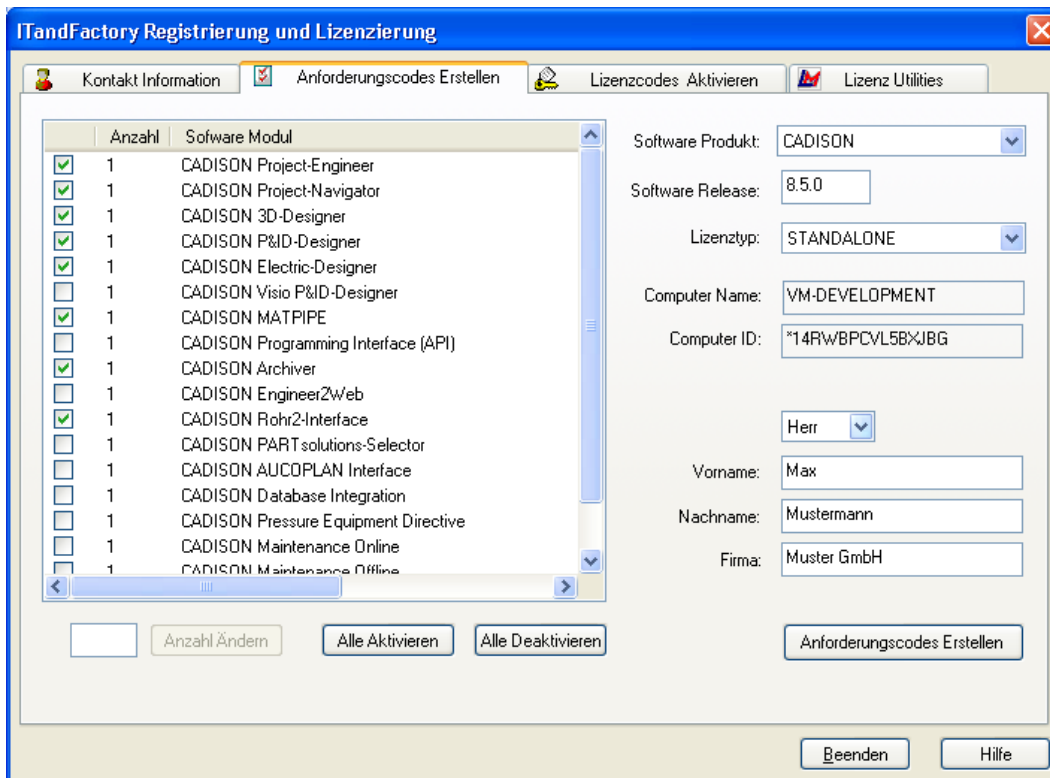 ITandFactory Registrierung und Lizenzierung
Kontakt Information
Anforderungscodes Erstellen
Lizenzcodes Aktivieren
Lizenz Utilities
Anzahl Sofware Modul
1 CADISON Project-Engineer
1 CADISON Project-Navigator
1 CADISON 3D-Designer
1 CADISON P&ID-Designer
1 CADISON Electric-Designer
1 CADISON Visio P&ID-Designer
1 CADISON MATPIPE
1 CADISON Programming Interface (API)
1 CADISON Archiver
1 CADISON Engineer2Web
1 CADISON Rohr2-Interface
1 CADISON PARTsolutions-Selector
1 CADISON AUCOPLAN Interface
1 CADISON Database Integration
1 CADISON Pressure Equipment Directive
1 CADISON Maintenance Online
1 CADISON Maintenance Offline
Anzahl Ändern
Alle Aktivieren
Alle Deaktivieren
Software Produkt: CADISON
Software Release: 8.5.0
Lizenztyp: STANDALONE
Computer Name: VM-DEVELOPMENT
Computer ID: *14RWBPCVL5BXJBG
Herr
Vorname: Max
Nachname: Mustermann
Firma: Muster GmbH
Anforderungscodes Erstellen
Beenden
Hilfe